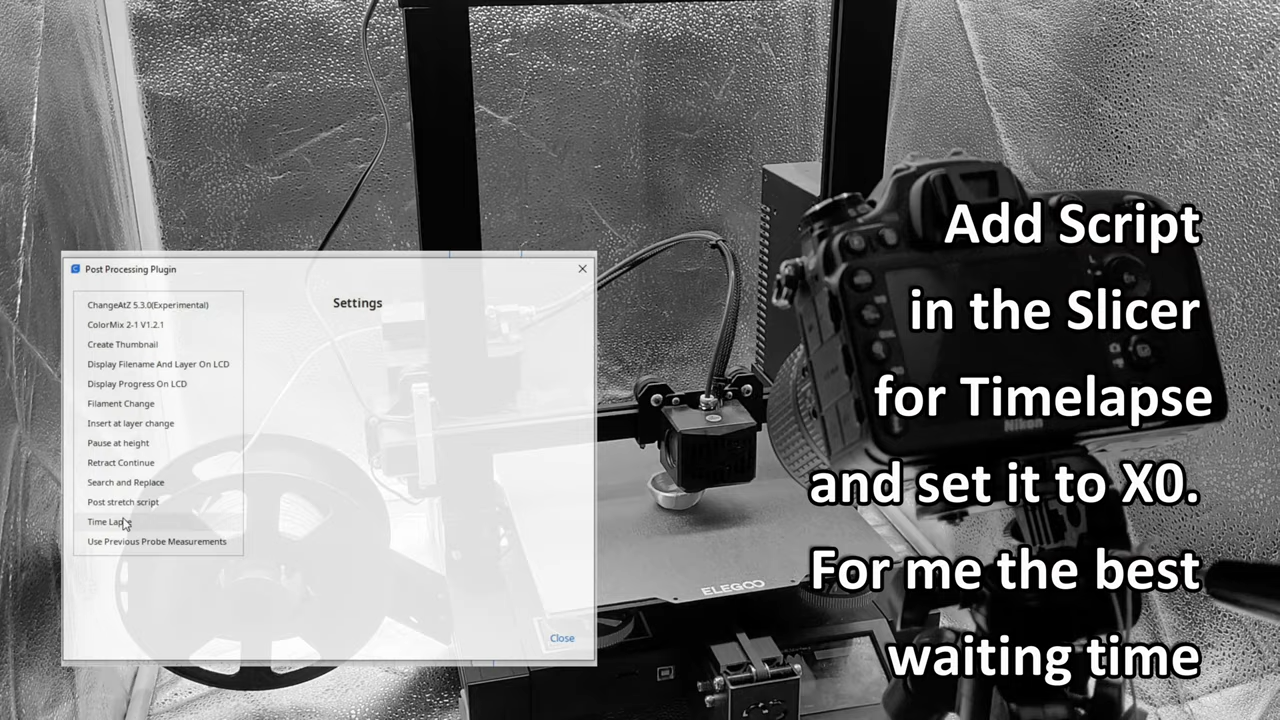 Post Processing Plugin
ChangeAtZ 5.3.0(Experimental)
ColorMix 2-1 V1.2.1
Create Thumbnail
Display Filename And Layer On LCD
Display Progress On LCD
Filament Change
Insert at layer change
Pause at height
Retract Continue
Search and Replace
Post stretch script
Time
Use Previous Probe Measurements
Settings
Close
Add Script
in the Slicer
for Timelapse
and set it to X0.
For me the best
waiting time
Nikon
ELEGOO